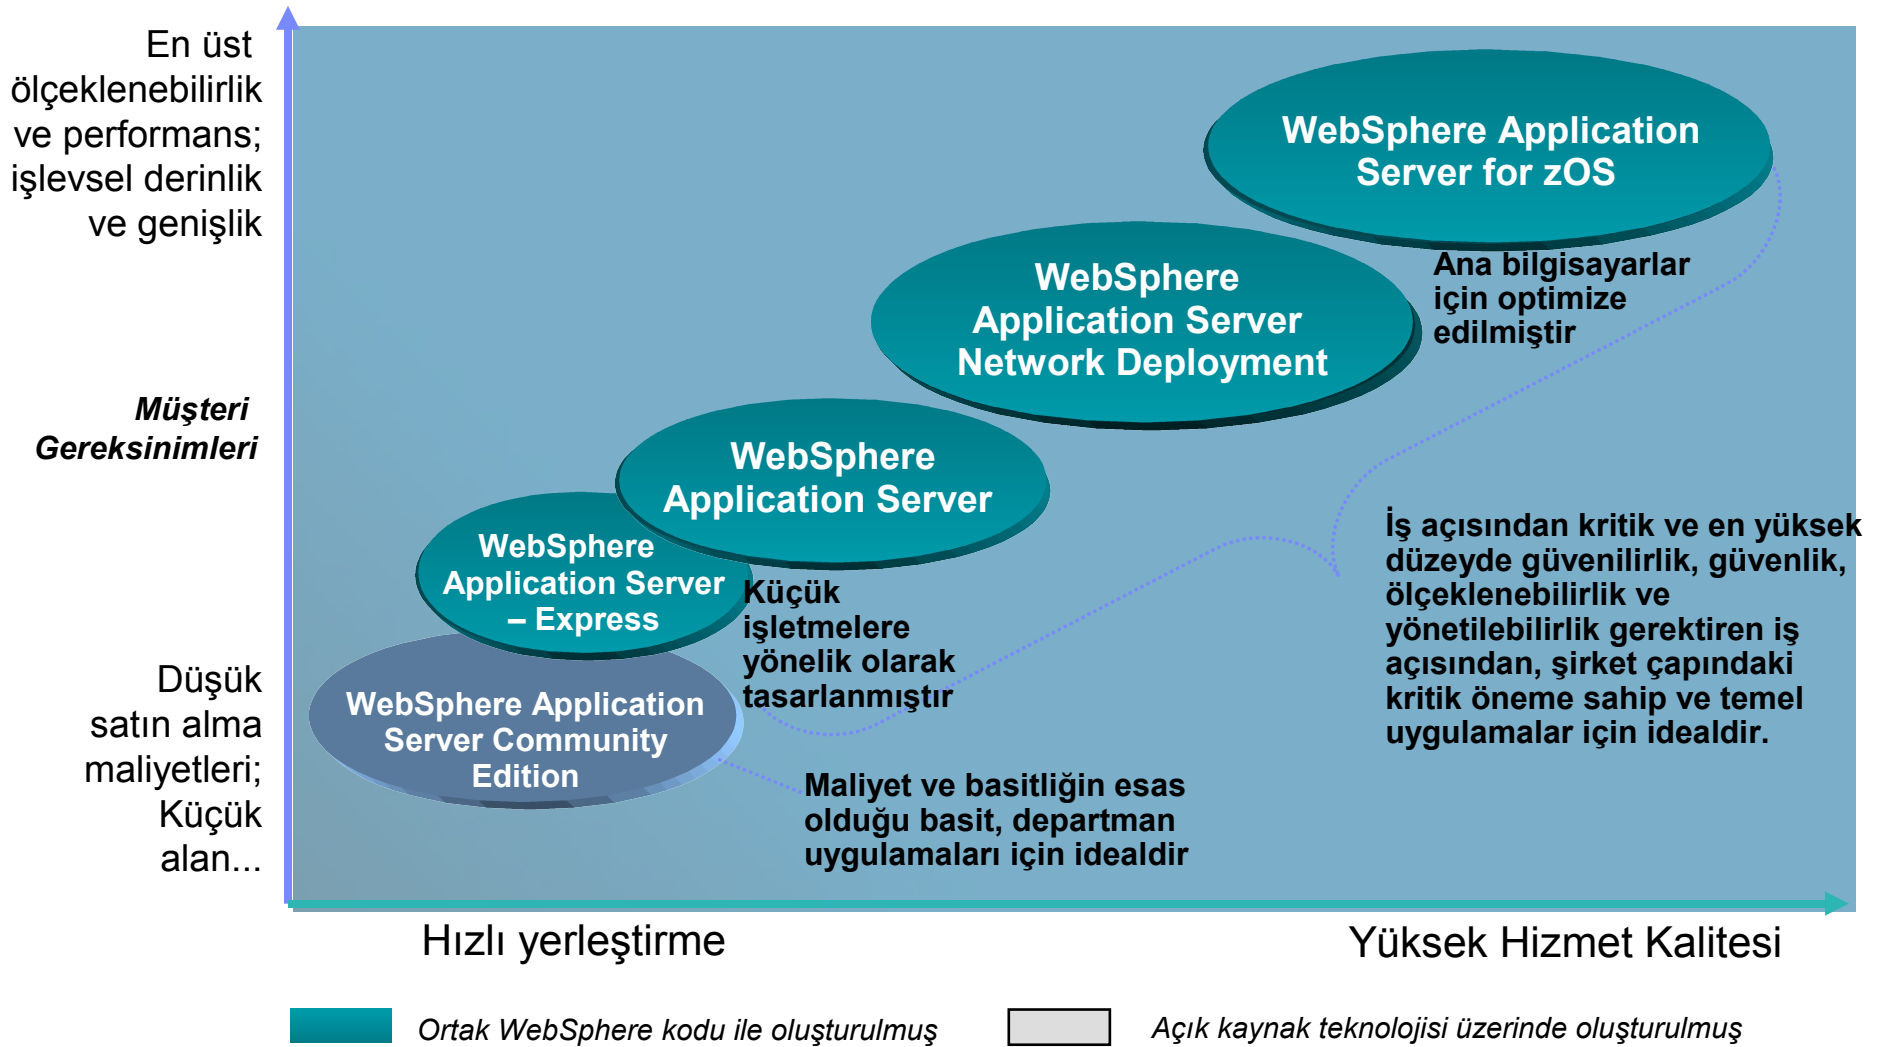 En üst
ölçeklenebilirlik
ve performans;
işlevsel derinlik
ve genişlik
Müşteri
Gereksinimleri
Düşük
satın alma
maliyetleri;
Küçük
alan...
WebSphere Application
Server for zOS
Ana bilgisayarlar
için optimize
edilmiştir
WebSphere
Application Server
Network Deployment
WebSphere
Application Server
WebSphere
Application Server
– Express
Küçük
işletmelere
yönelik olarak
tasarlanmıştır
WebSphere Application
Server Community
Edition
Maliyet ve basitliğin esas
olduğu basit, departman
uygulamaları için idealdir
İş açısından kritik ve en yüksek
düzeyde güvenilirlik, güvenlik,
ölçeklenebilirlik ve
yönetilebilirlik gerektiren iş
açısından, şirket çapındaki
kritik öneme sahip ve temel
uygulamalar için idealdir.
Hızlı yerleştirme
Yüksek Hizmet Kalitesi
Ortak WebSphere kodu ile oluşturulmuş
Açık kaynak teknolojisi üzerinde oluşturulmuş